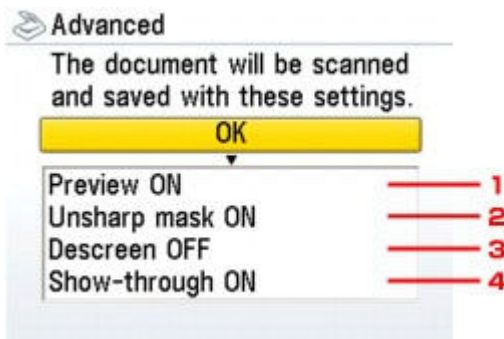 Advanced
The document will be scanned
and saved with these settings.
OK
Preview ON 1
Unsharp mask ON 2
Descreen OFF 3
Show-through ON 4